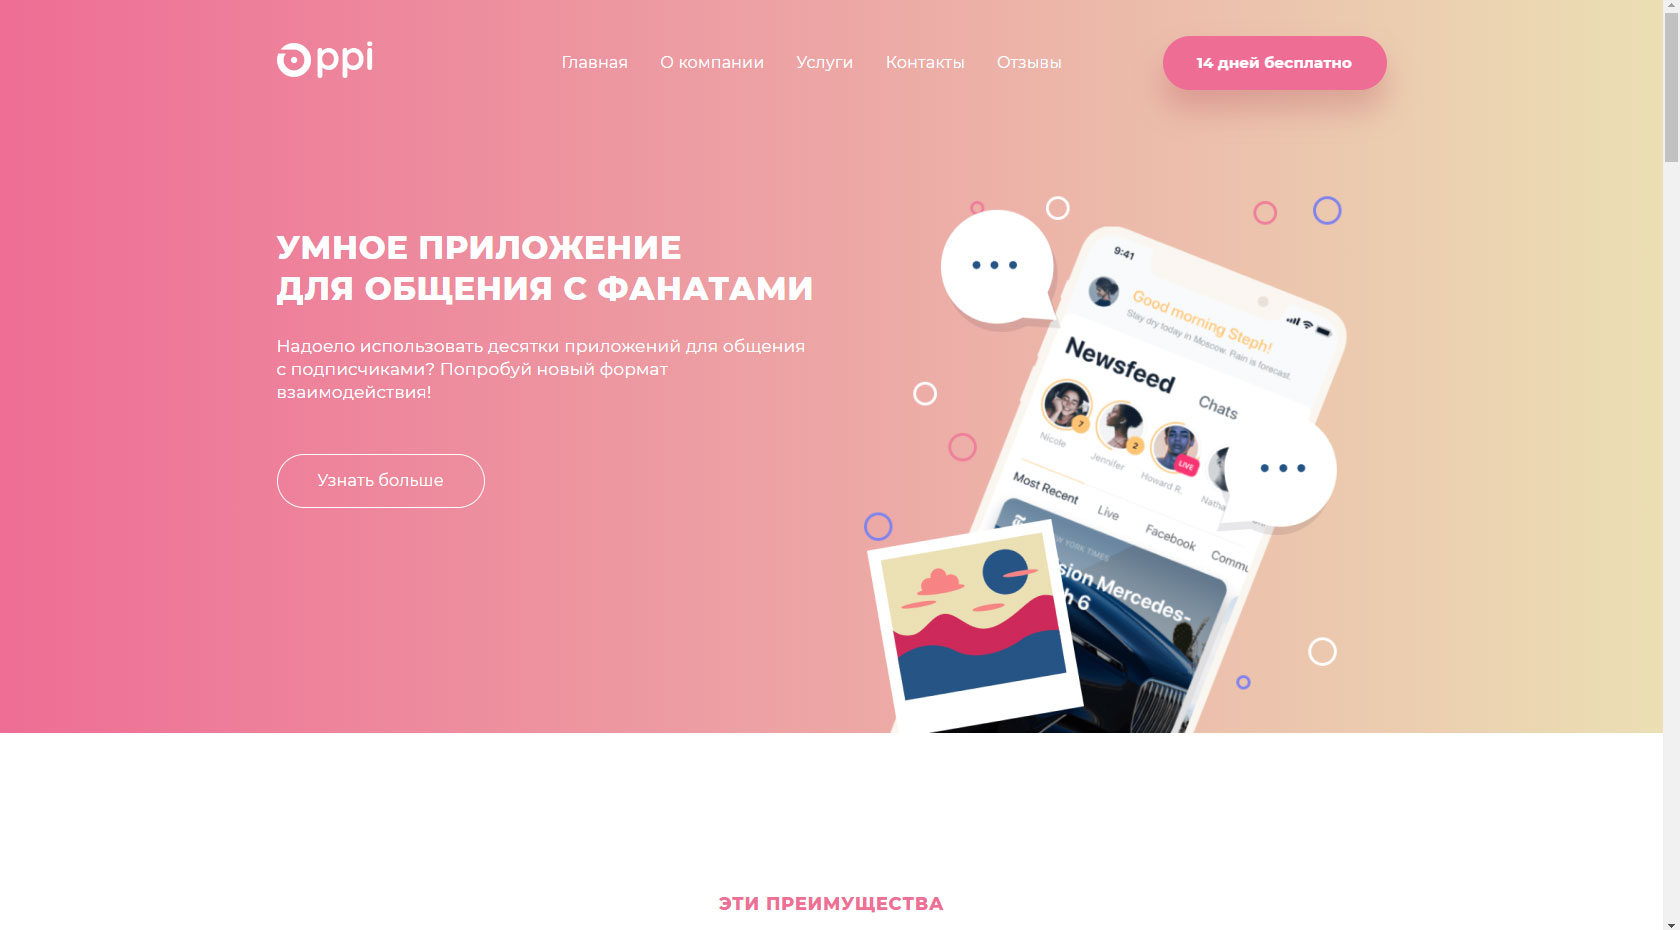 Oppi
Главная
О компании
Услуги
Контакты
Отзывы
14 дней бесплатно
УМНОЕ ПРИЛОЖЕНИЕ
ДЛЯ ОБЩЕНИЯ С ФАНАТАМИ
Надоело использовать десятки приложений для общения
с подписчиками? Попробуй новый формат
взаимодействия!
Узнать больше
9:41
Good morning Steph!
Stay dry today in Moscow. Rain is forecast.
Newsfeed
Chats
7
2
LIVE
Nicole
Jennifer
Howard R.
Natha
Most Recent
Live
Facebook
Commu
W YORK TIMES
sion Mercedes-
h 6
ЭТИ ПРЕИМУЩЕСТВА